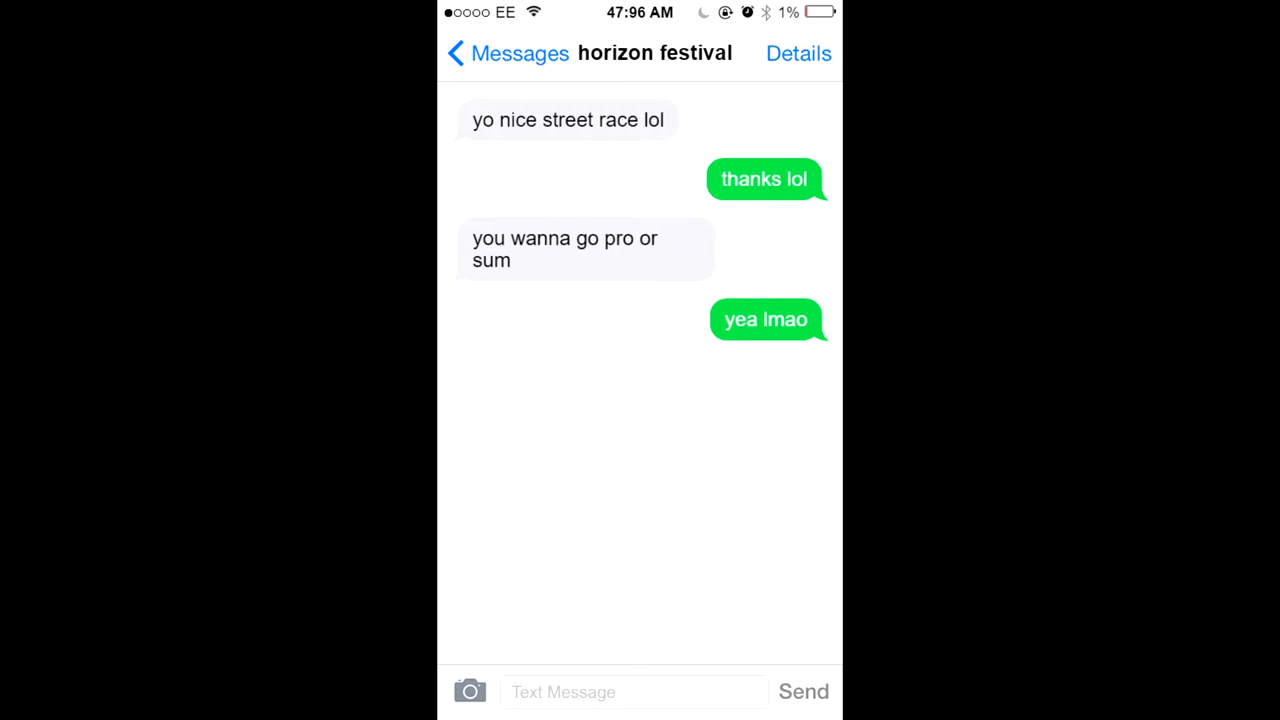 EE 47:96 AM 1%
Messages horizon festival Details
yo nice street race lol
thanks lol
you wanna go pro or
sum
yea lmao
Text Message Send